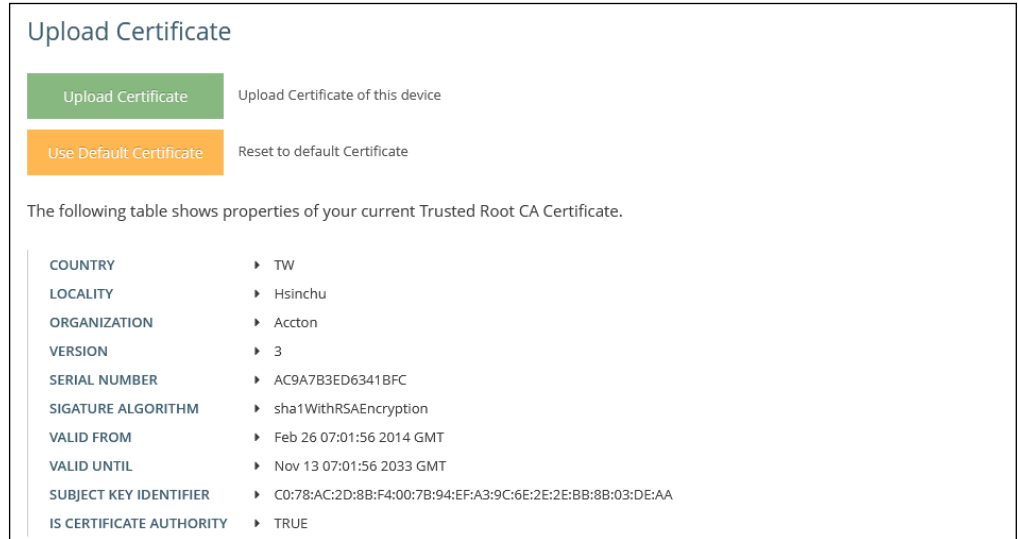 Upload Certificate
Upload Certificate Upload Certificate of this device
Use Default Certificate Reset to default Certificate
The following table shows properties of your current Trusted Root CA Certificate.
COUNTRY TW
LOCALITY Hsinchu
ORGANIZATION Accton
VERSION 3
SERIAL NUMBER AC9A7B3ED6341BFC
SIGATURE ALGORITHM sha1WithRSAEncryption
VALID FROM Feb 26 07:01:56 2014 GMT
VALID UNTIL Nov 13 07:01:56 2033 GMT
SUBJECT KEY IDENTIFIER C0:78:AC:2D:8B:F4:00:7B:94:EF:A3:9C:6E:2E:2E:BB:8B:03:DE:AA
IS CERTIFICATE AUTHORITY TRUE